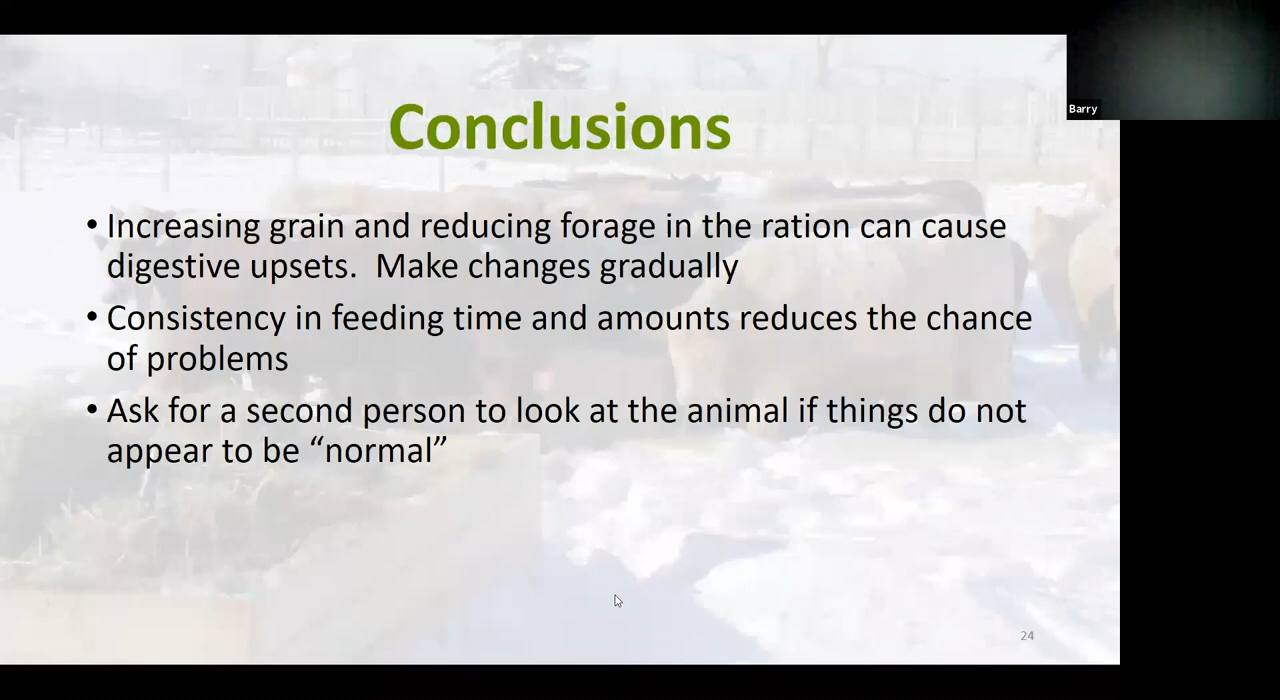 Barry
Conclusions
• Increasing grain and reducing forage in the ration can cause
digestive upsets.  Make changes gradually
• Consistency in feeding time and amounts reduces the chance
of problems
• Ask for a second person to look at the animal if things do not
appear to be “normal”
24